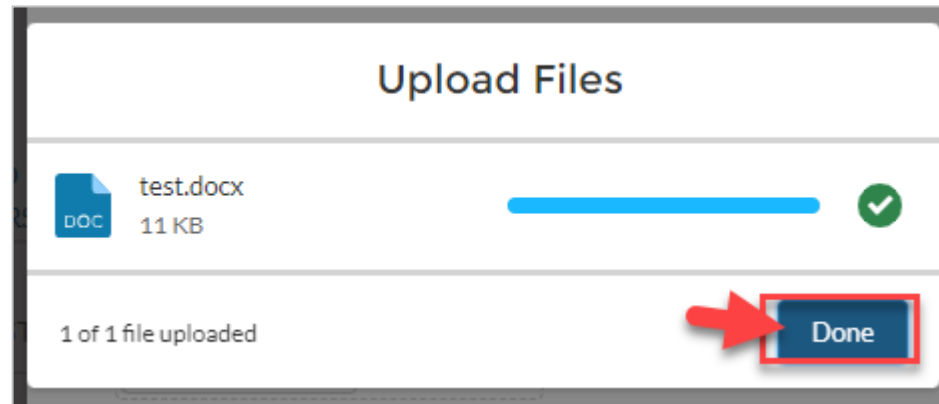 Upload Files
test.docx
DOC
11 KB
1 of 1 file uploaded
Done